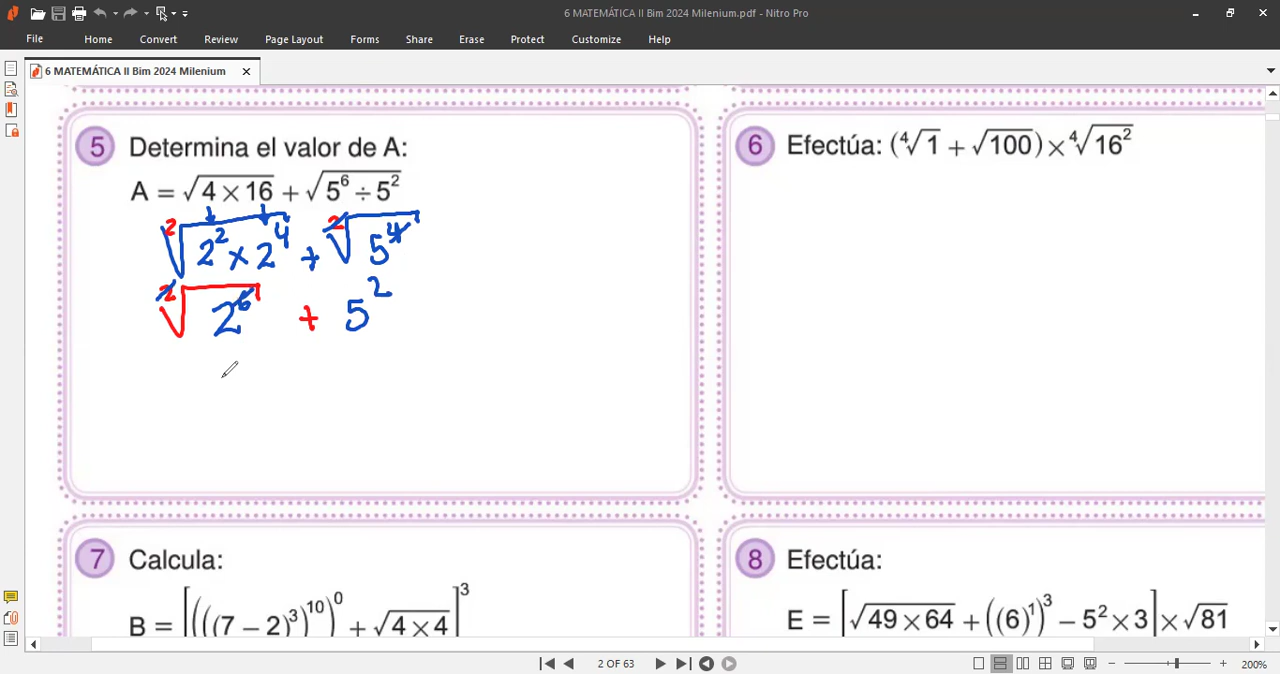 6 MATEMÁTICA II Bim 2024 Milenium.pdf - Nitro Pro
File Home Convert Review Page Layout Forms Share Erase Protect Customize Help
6 MATEMÁTICA II Bim 2024 Milenium
5 Determina el valor de A:
A = √(4 × 16) + √(5⁶ ÷ 5²)
²√(2² × 2⁴) + ²√(5⁴)
²√(2⁶) + 5²
6 Efectúa: (⁴√1 + √100) × ⁴√(16²)
7 Calcula:
B = [(((7 – 2)³)¹⁰)⁰ + √(4 × 4)]³
8 Efectúa:
E = [√(49 × 64) + ((6)¹)³ – 5² × 3] × √81
2 OF 63
200%